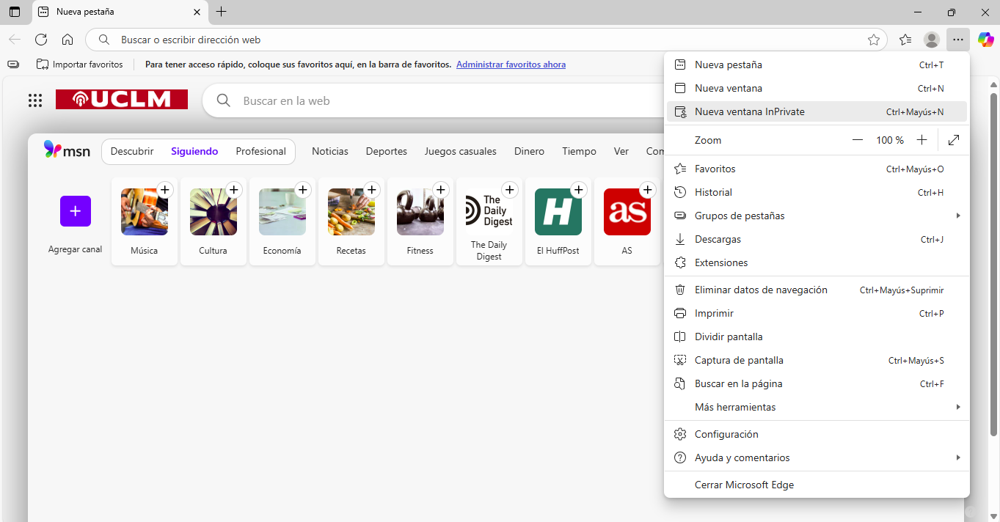 Nueva pestaña
Buscar o escribir dirección web
Importar favoritos
Para tener acceso rápido, coloque sus favoritos aquí, en la barra de favoritos. Administrar favoritos ahora
UCLM
Buscar en la web
msn
Descubrir Siguiendo Profesional Noticias Deportes Juegos casuales Dinero Tiempo Ver Com
Agregar canal
Música
Cultura
Economía
Recetas
Fitness
The
Daily
Digest
The Daily
Digest
H
El HuffPost
as
AS
Nueva pestaña Ctrl+T
Nueva ventana Ctrl+N
Nueva ventana InPrivate Ctrl+Mayús+N
Zoom — 100 % +
Favoritos Ctrl+Mayús+O
Historial Ctrl+H
Grupos de pestañas
Descargas Ctrl+J
Extensiones
Eliminar datos de navegación Ctrl+Mayús+Suprimir
Imprimir Ctrl+P
Dividir pantalla
Captura de pantalla Ctrl+Mayús+S
Buscar en la página Ctrl+F
Más herramientas
Configuración
Ayuda y comentarios
Cerrar Microsoft Edge